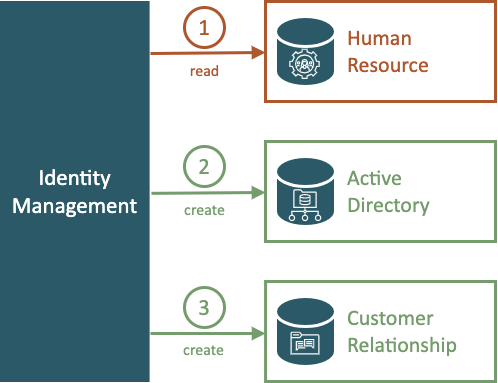 Identity
Management
1
read
Human
Resource
2
create
Active
Directory
3
create
Customer
Relationship